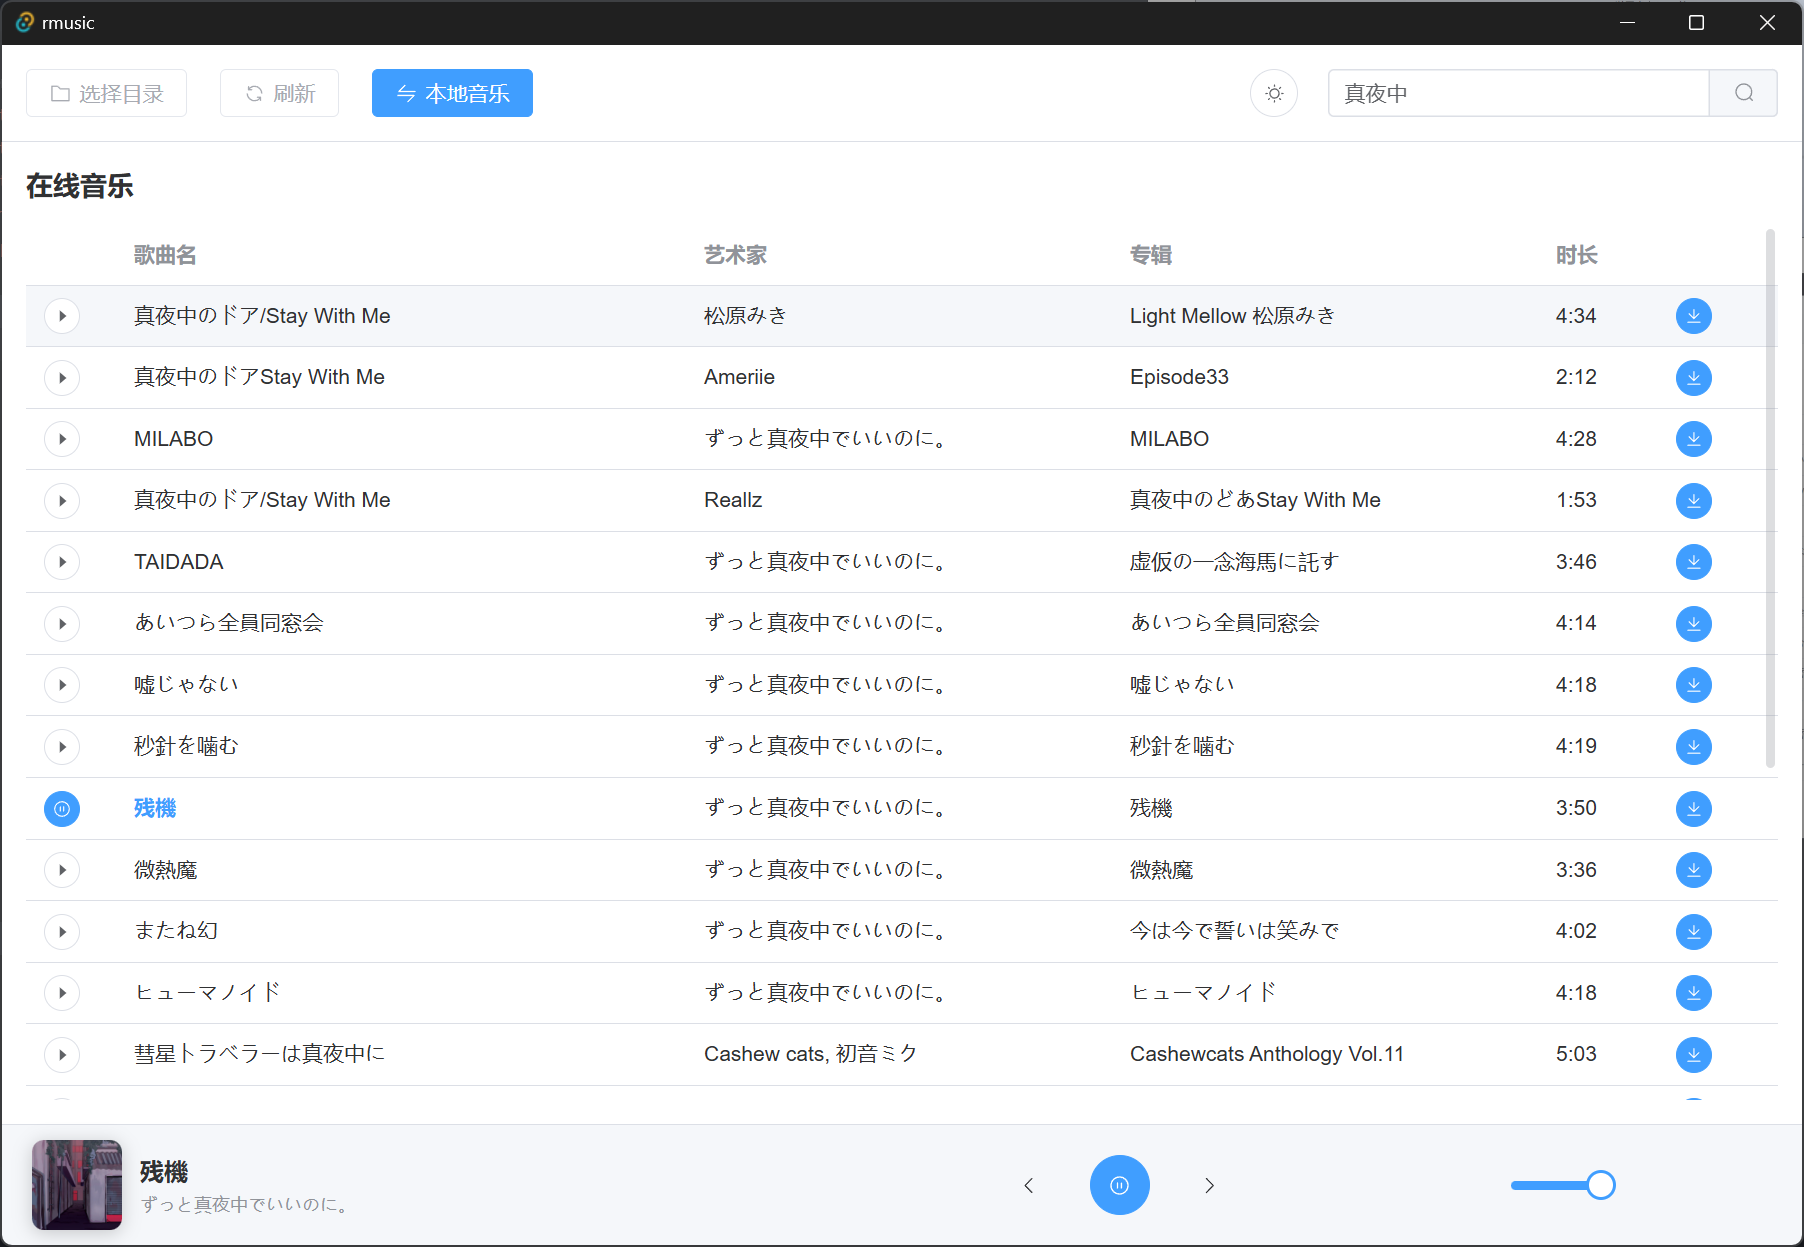 rmusic
选择目录 刷新 本地音乐 真夜中
在线音乐
歌曲名 艺术家 专辑 时长
真夜中のドア/Stay With Me 松原みき Light Mellow 松原みき 4:34
真夜中のドアStay With Me Ameriie Episode33 2:12
MILABO ずっと真夜中でいいのに。 MILABO 4:28
真夜中のドア/Stay With Me Reallz 真夜中のどあStay With Me 1:53
TAIDADA ずっと真夜中でいいのに。 虚仮の一念海馬に託す 3:46
あいつら全員同窓会 ずっと真夜中でいいのに。 あいつら全員同窓会 4:14
嘘じゃない ずっと真夜中でいいのに。 嘘じゃない 4:18
秒針を噛む ずっと真夜中でいいのに。 秒針を噛む 4:19
残機 ずっと真夜中でいいのに。 残機 3:50
微熱魔 ずっと真夜中でいいのに。 微熱魔 3:36
またね幻 ずっと真夜中でいいのに。 今は今で誓いは笑みで 4:02
ヒューマノイド ずっと真夜中でいいのに。 ヒューマノイド 4:18
彗星トラベラーは真夜中に Cashew cats, 初音ミク Cashewcats Anthology Vol.11 5:03
残機
ずっと真夜中でいいのに。